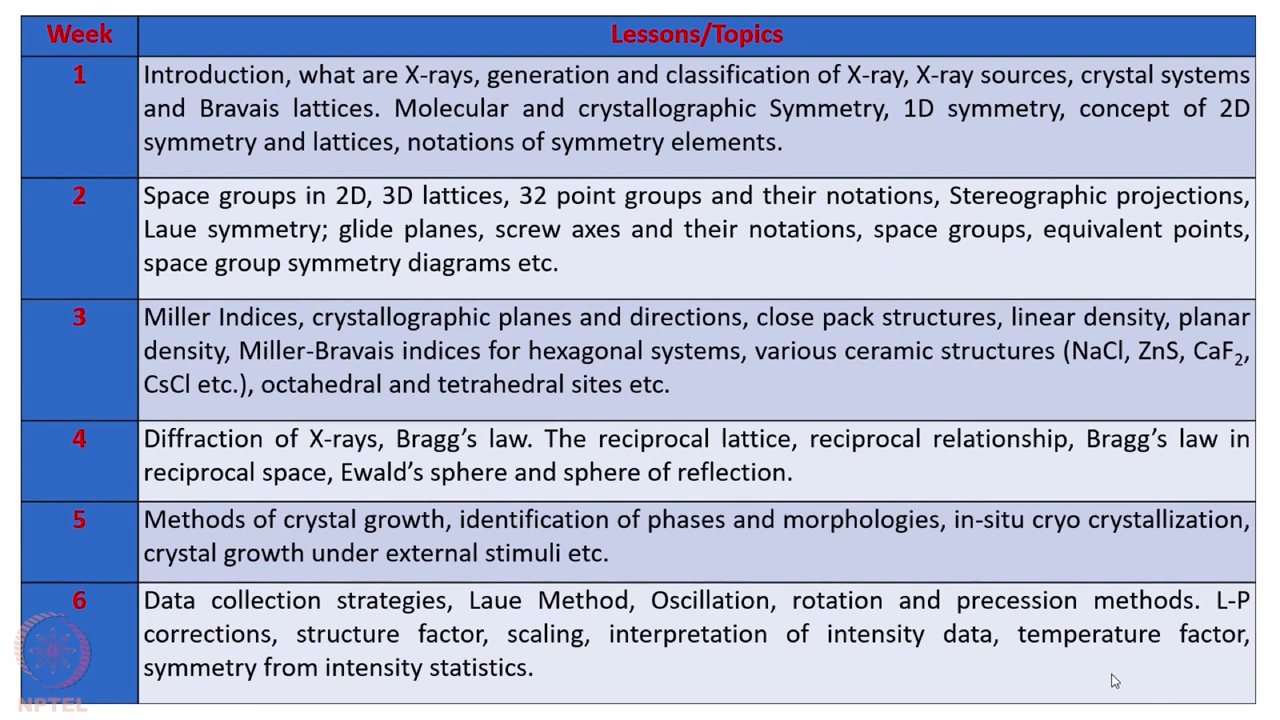 Week Lessons/Topics
1 Introduction, what are X-rays, generation and classification of X-ray, X-ray sources, crystal systems
and Bravais lattices. Molecular and crystallographic Symmetry, 1D symmetry, concept of 2D
symmetry and lattices, notations of symmetry elements.
2 Space groups in 2D, 3D lattices, 32 point groups and their notations, Stereographic projections,
Laue symmetry; glide planes, screw axes and their notations, space groups, equivalent points,
space group symmetry diagrams etc.
3 Miller Indices, crystallographic planes and directions, close pack structures, linear density, planar
density, Miller-Bravais indices for hexagonal systems, various ceramic structures (NaCl, ZnS, CaF₂,
CsCl etc.), octahedral and tetrahedral sites etc.
4 Diffraction of X-rays, Bragg’s law. The reciprocal lattice, reciprocal relationship, Bragg’s law in
reciprocal space, Ewald’s sphere and sphere of reflection.
5 Methods of crystal growth, identification of phases and morphologies, in-situ cryo crystallization,
crystal growth under external stimuli etc.
6 Data collection strategies, Laue Method, Oscillation, rotation and precession methods. L-P
corrections, structure factor, scaling, interpretation of intensity data, temperature factor,
symmetry from intensity statistics.
NPTEL